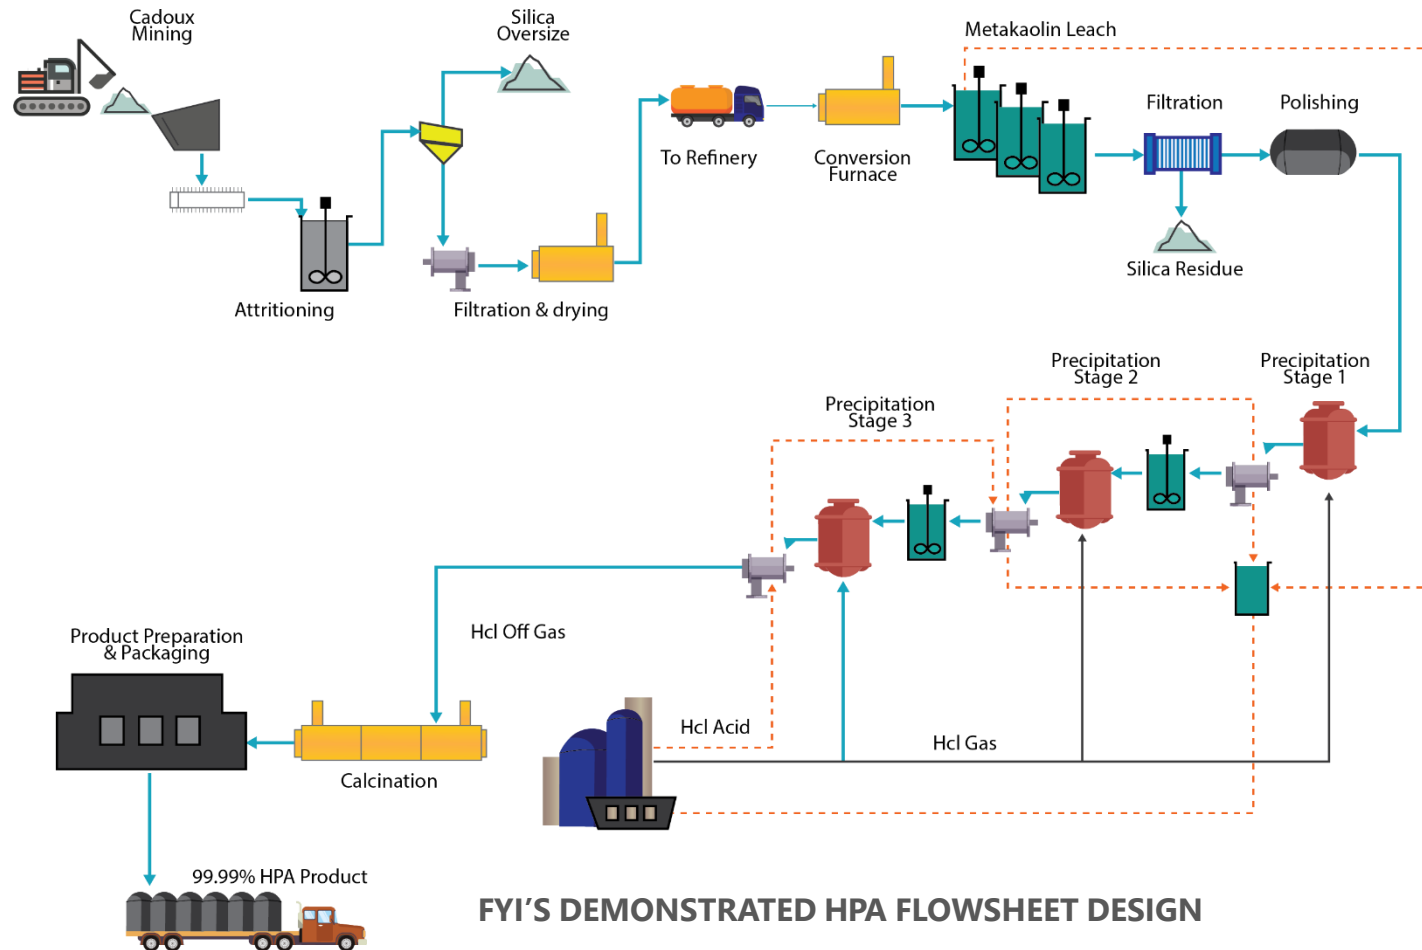 Cadoux
Mining
Silica
Oversize
Metakaolin Leach
Filtration
Polishing
To Refinery
Conversion
Furnace
Silica Residue
Attritioning
Filtration & drying
Precipitation
Stage 1
Precipitation
Stage 2
Precipitation
Stage 3
Hcl Off Gas
Product Preparation
& Packaging
Hcl Acid
Hcl Gas
Calcination
99.99% HPA Product
FYI'S DEMONSTRATED HPA FLOWSHEET DESIGN